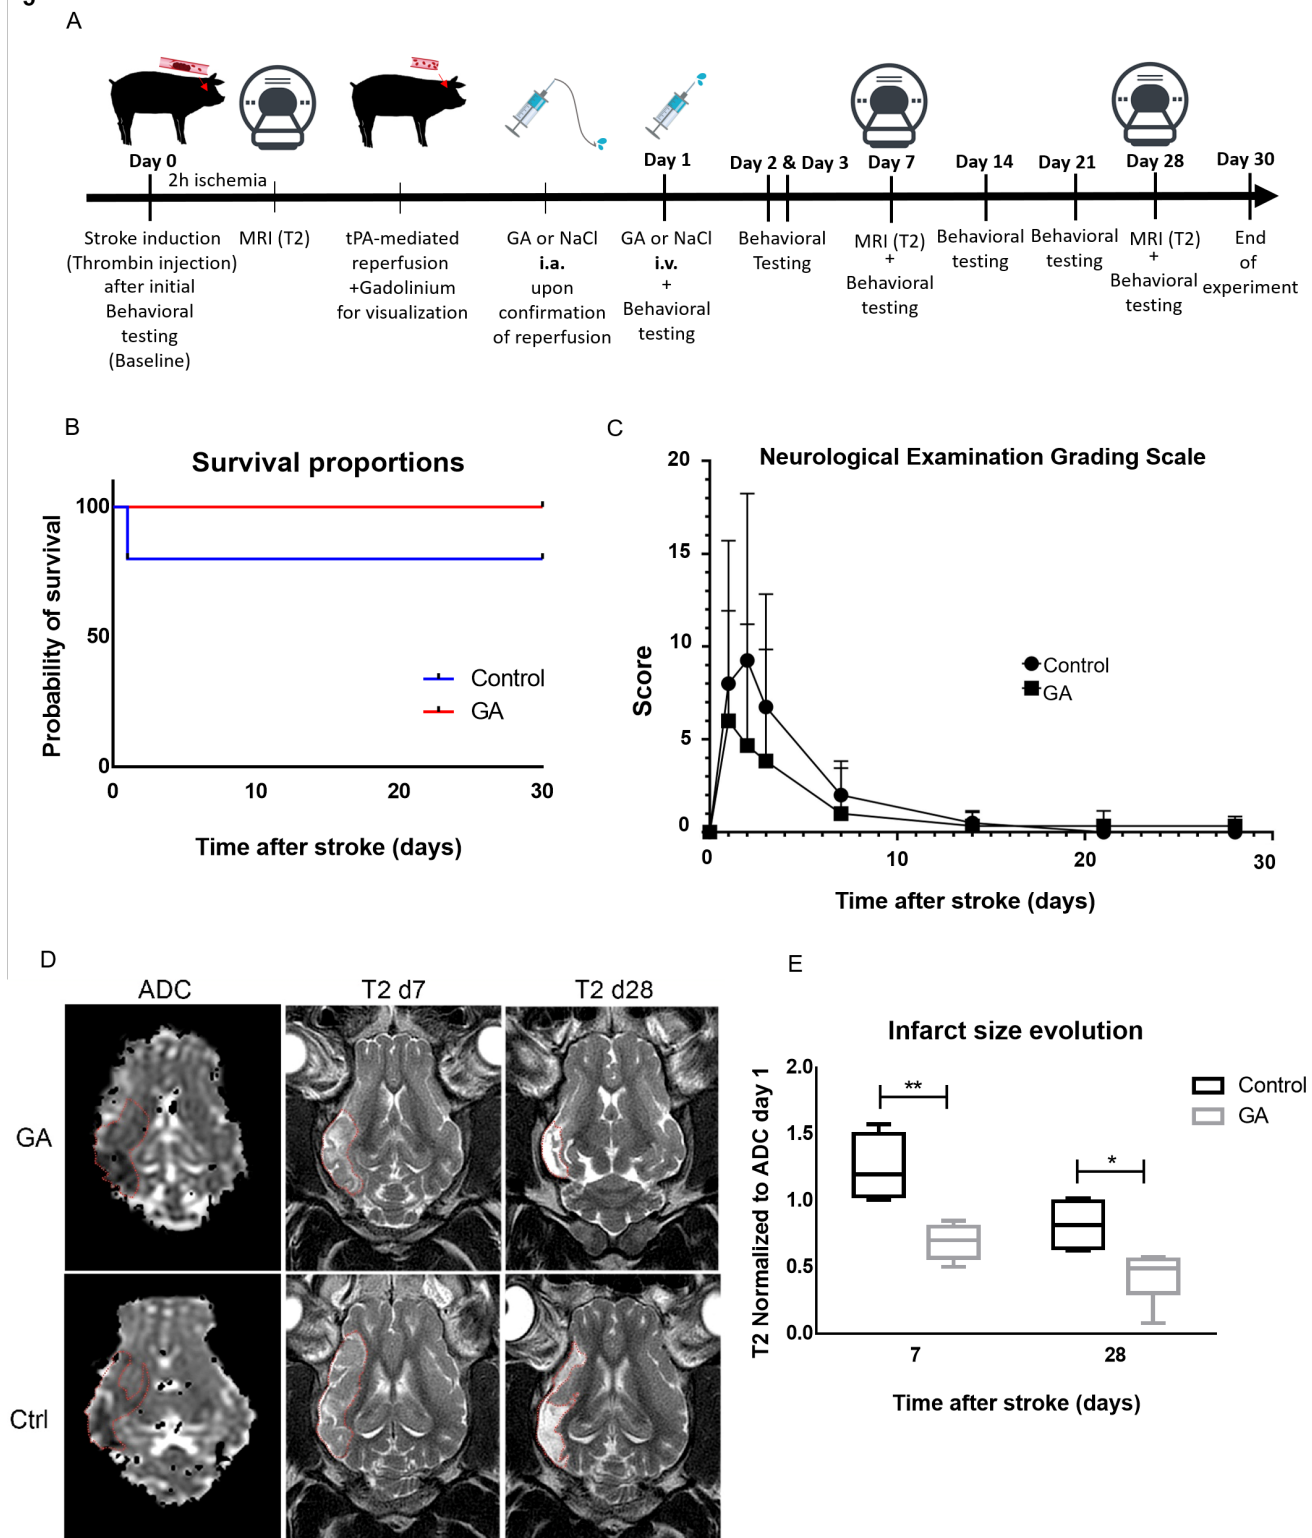 A
Day 0
2h ischemia
Day 1
Day 2 & Day 3
Day 7
Day 14
Day 21
Day 28
Day 30
Stroke induction
(Thrombin injection)
after initial
Behavioral
testing
(Baseline)
MRI (T2)
tPA-mediated
reperfusion
+Gadolinium
for visualization
GA or NaCl
i.a.
upon
confirmation
of reperfusion
GA or NaCl
i.v.
+
Behavioral
testing
Behavioral
Testing
MRI (T2)
+
Behavioral
testing
Behavioral
testing
Behavioral
testing
MRI (T2)
+
Behavioral
testing
End
of
experiment
B
Survival proportions
Probability of survival
100
50
0
0
10
20
30
Control
GA
Time after stroke (days)
C
Neurological Examination Grading Scale
Score
20
15
10
5
0
0
10
20
30
Control
GA
Time after stroke (days)
D
ADC
T2 d7
T2 d28
GA
Ctrl
E
Infarct size evolution
T2 Normalized to ADC day 1
2.0
1.5
1.0
0.5
0.0
**
*
Control
GA
7
28
Time after stroke (days)